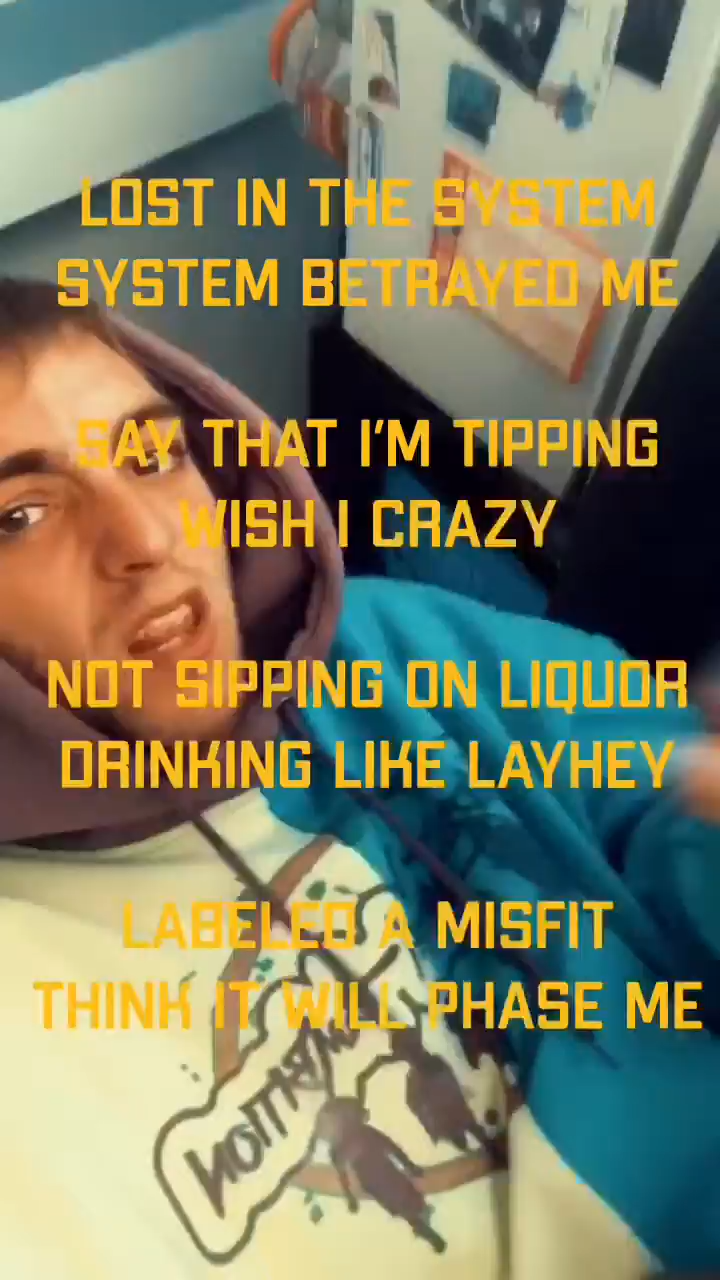 LOST IN THE SYSTEM
SYSTEM BETRAYED ME
SAY THAT I'M TIPPING
WISH I CRAZY
NOT SIPPING ON LIQUOR
DRINKING LIKE LAYHEY
LABELED A MISFIT
THINK IT WILL PHASE ME